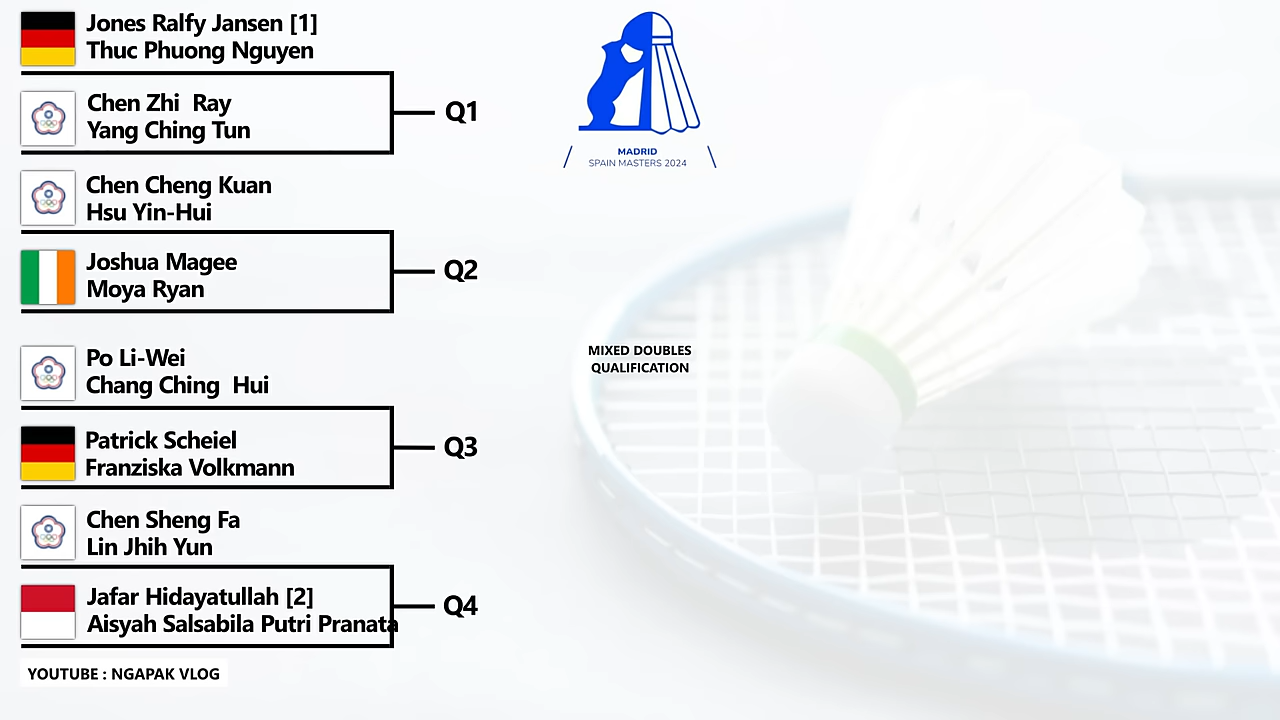 Jones Ralfy Jansen [1]
Thuc Phuong Nguyen
Chen Zhi  Ray
Yang Ching Tun
Q1
Chen Cheng Kuan
Hsu Yin-Hui
Joshua Magee
Moya Ryan
Q2
Po Li-Wei
Chang Ching  Hui
Patrick Scheiel
Franziska Volkmann
Q3
Chen Sheng Fa
Lin Jhih Yun
Jafar Hidayatullah [2]
Aisyah Salsabila Putri Pranata
Q4
YOUTUBE : NGAPAK VLOG
MADRID
SPAIN MASTERS 2024
MIXED DOUBLES
QUALIFICATION